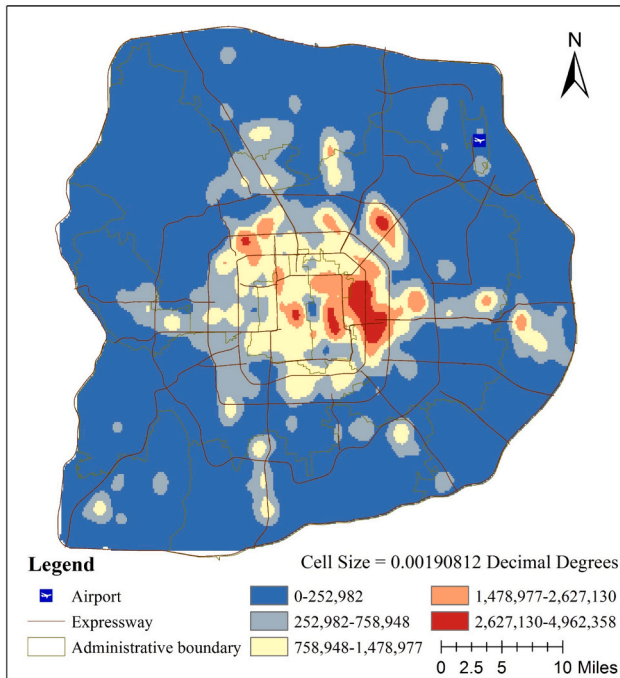 N
Legend
Cell Size = 0.00190812 Decimal Degrees
Airport
0-252,982
1,478,977-2,627,130
Expressway
252,982-758,948
2,627,130-4,962,358
Administrative boundary
758,948-1,478,977
0 2.5 5 10 Miles